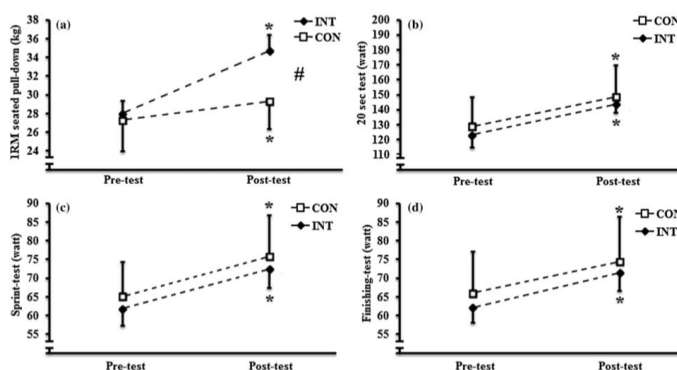 (a)
INT
CON
1RM seated pull-down (kg)
38
36
34
32
30
28
26
24
*
#
*
Pre-test
Post-test
(b)
CON
INT
20 sec test (watt)
200
190
180
170
160
150
140
130
120
110
*
*
Pre-test
Post-test
(c)
CON
INT
Sprint-test (watt)
90
85
80
75
70
65
60
55
*
*
Pre-test
Post-test
(d)
CON
INT
Finishing-test (watt)
90
85
80
75
70
65
60
55
*
*
Pre-test
Post-test